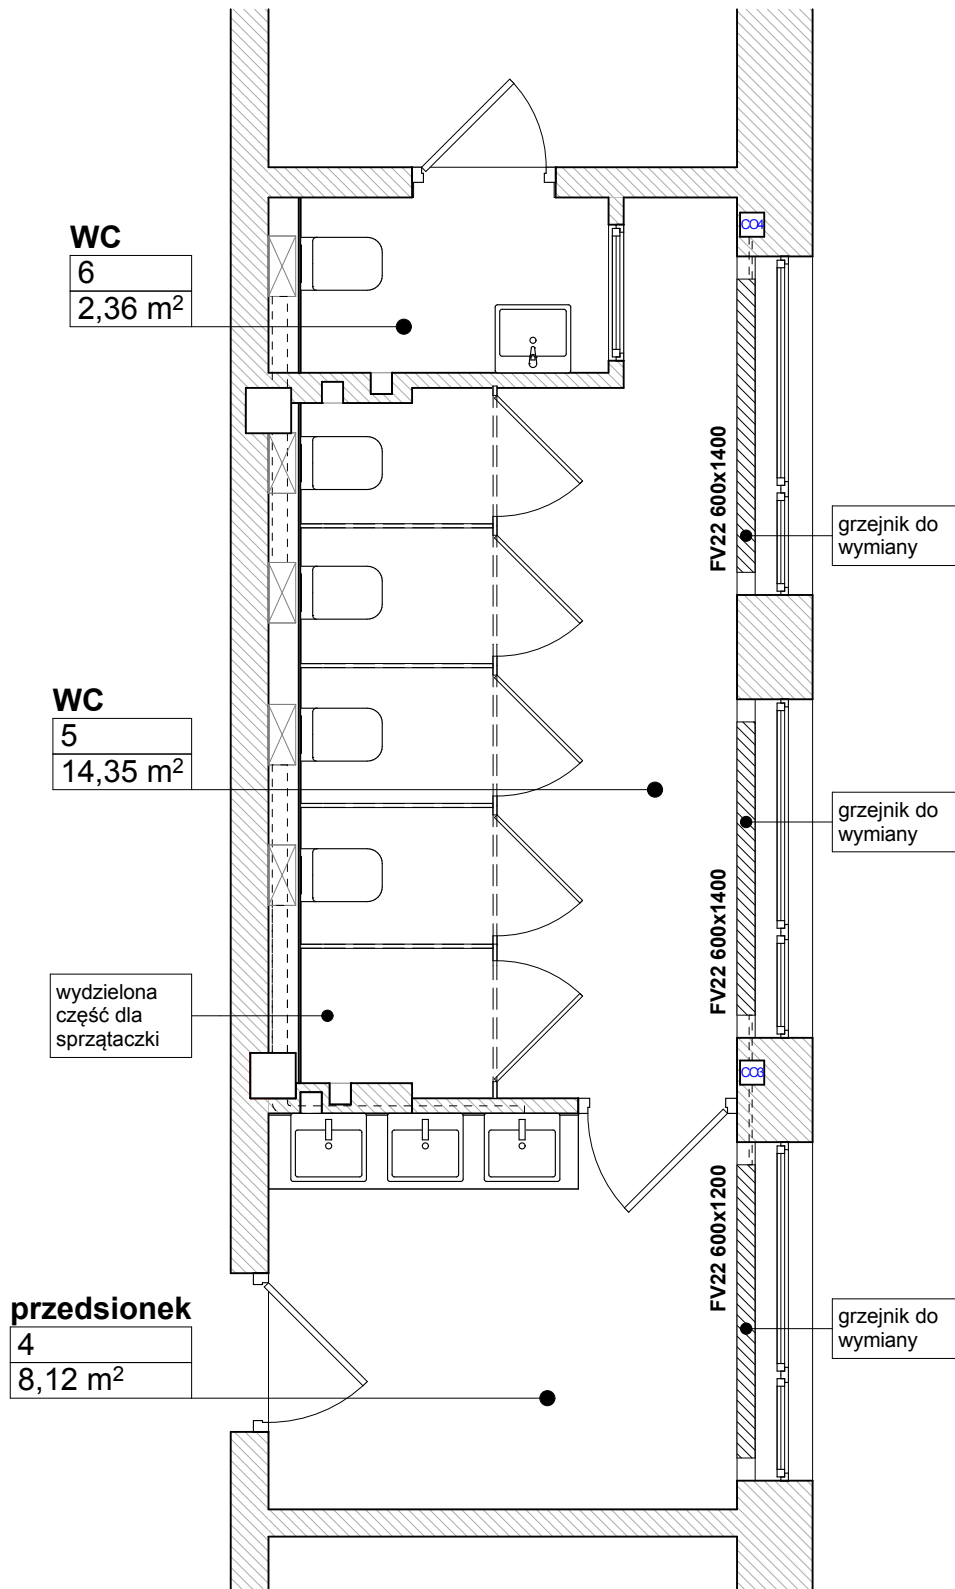 CO4
WC
6
2,36 m²
FV22 600x1400
grzejnik do
wymiany
WC
5
14,35 m²
grzejnik do
wymiany
FV22 600x1400
wydzielona
część dla
sprzątaczki
CO3
FV22 600x1200
przedsionek
4
8,12 m²
grzejnik do
wymiany